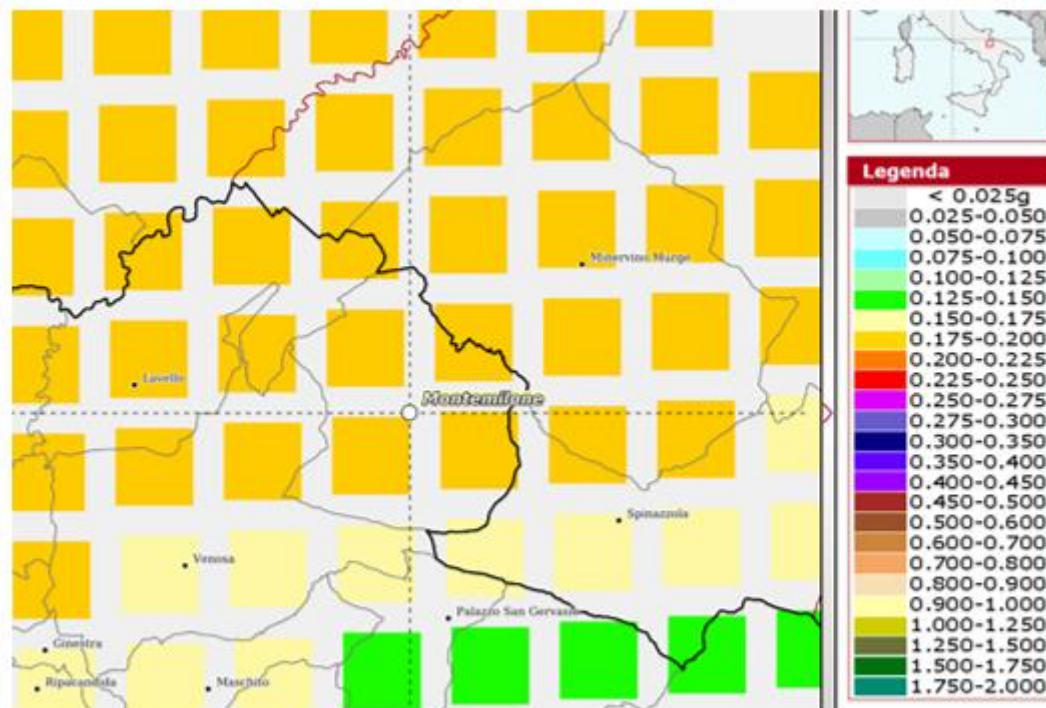 Minervino Murge
Lavello
Montemilone
Spinazzola
Venosa
Palazzo San Gervasio
Ginestra
Ripacandida
Maschito
Legenda
< 0.025g
0.025-0.050
0.050-0.075
0.075-0.100
0.100-0.125
0.125-0.150
0.150-0.175
0.175-0.200
0.200-0.225
0.225-0.250
0.250-0.275
0.275-0.300
0.300-0.350
0.350-0.400
0.400-0.450
0.450-0.500
0.500-0.600
0.600-0.700
0.700-0.800
0.800-0.900
0.900-1.000
1.000-1.250
1.250-1.500
1.500-1.750
1.750-2.000